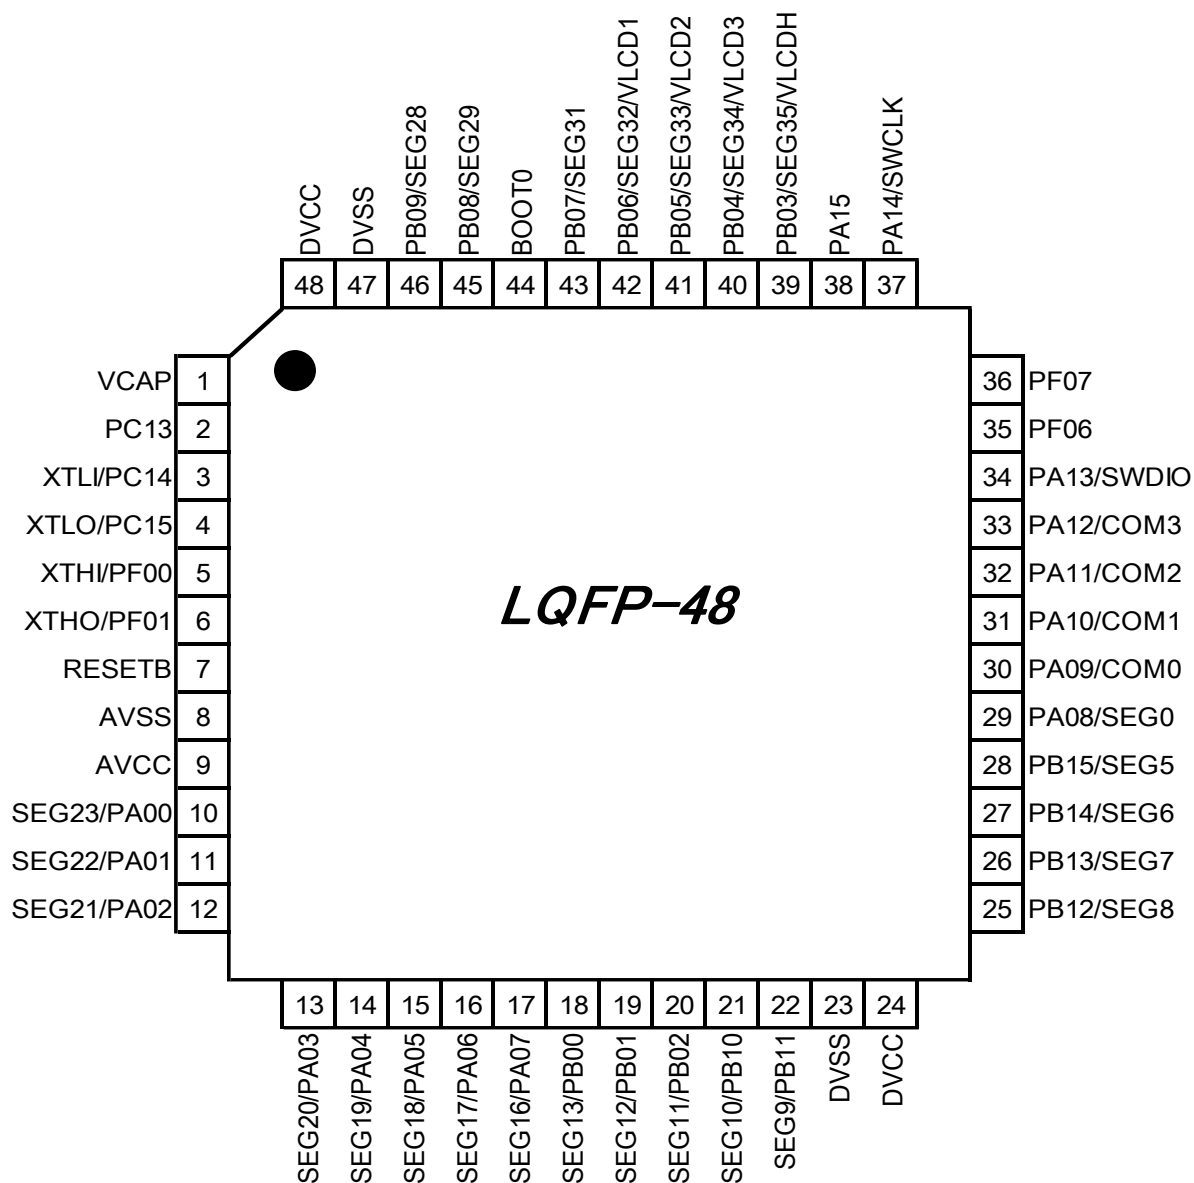 DVCC
DVSS
PB09/SEG28
PB08/SEG29
BOOT0
PB07/SEG31
PB06/SEG32/VLCD1
PB05/SEG33/VLCD2
PB04/SEG34/VLCD3
PB03/SEG35/VLCDH
PA15
PA14/SWCLK
48 47 46 45 44 43 42 41 40 39 38 37
VCAP 1
PC13 2
XTLI/PC14 3
XTLO/PC15 4
XTHI/PF00 5
XTHO/PF01 6
RESETB 7
AVSS 8
AVCC 9
SEG23/PA00 10
SEG22/PA01 11
SEG21/PA02 12
LQFP-48
36 PF07
35 PF06
34 PA13/SWDIO
33 PA12/COM3
32 PA11/COM2
31 PA10/COM1
30 PA09/COM0
29 PA08/SEG0
28 PB15/SEG5
27 PB14/SEG6
26 PB13/SEG7
25 PB12/SEG8
13 14 15 16 17 18 19 20 21 22 23 24
SEG20/PA03
SEG19/PA04
SEG18/PA05
SEG17/PA06
SEG16/PA07
SEG13/PB00
SEG12/PB01
SEG11/PB02
SEG10/PB10
SEG9/PB11
DVSS
DVCC